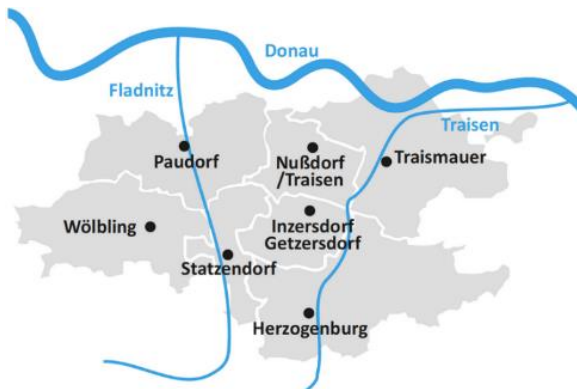 Donau
Fladnitz
Traisen
Paudorf
Nußdorf
/Traisen
Traismauer
Wölbling
Inzersdorf
Getzersdorf
Statzendorf
Herzogenburg